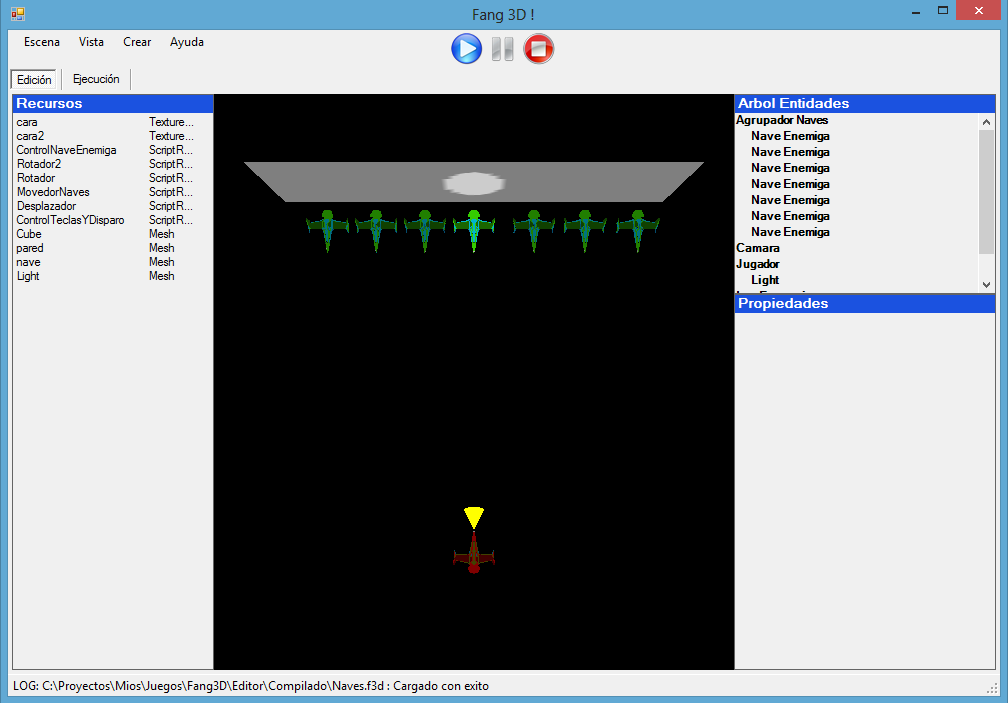 Fang 3D !
Escena Vista Crear Ayuda
Edición Ejecución
Recursos
cara Texture...
cara2 Texture...
ControlNaveEnemiga ScriptR...
Rotador2 ScriptR...
Rotador ScriptR...
MovedorNaves ScriptR...
Desplazador ScriptR...
ControlTeclasYDisparo ScriptR...
Cube Mesh
pared Mesh
nave Mesh
Light Mesh
Arbol Entidades
Agrupador Naves
Nave Enemiga
Nave Enemiga
Nave Enemiga
Nave Enemiga
Nave Enemiga
Nave Enemiga
Nave Enemiga
Camara
Jugador
Light
Propiedades
LOG: C:\Proyectos\Mios\Juegos\Fang3D\Editor\Compilado\Naves.f3d : Cargado con exito